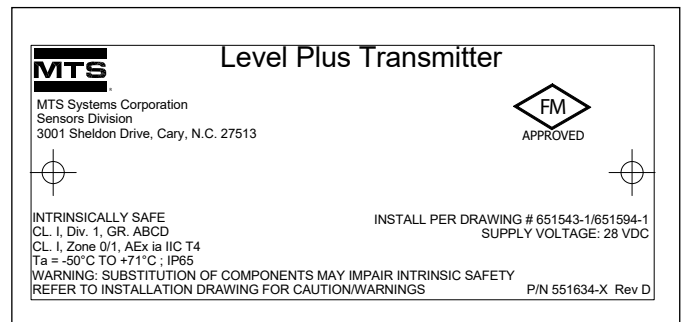 Level Plus Transmitter
MTS
MTS Systems Corporation
Sensors Division
3001 Sheldon Drive, Cary, N.C. 27513
FM
APPROVED
INTRINSICALLY SAFE
CL. I, Div. 1, GR. ABCD
CL. I, Zone 0/1, AEx ia IIC T4
Ta = -50°C TO +71°C ; IP65
INSTALL PER DRAWING # 651543-1/651594-1
SUPPLY VOLTAGE: 28 VDC
WARNING: SUBSTITUTION OF COMPONENTS MAY IMPAIR INTRINSIC SAFETY
REFER TO INSTALLATION DRAWING FOR CAUTION/WARNINGS
P/N 551634-X Rev D